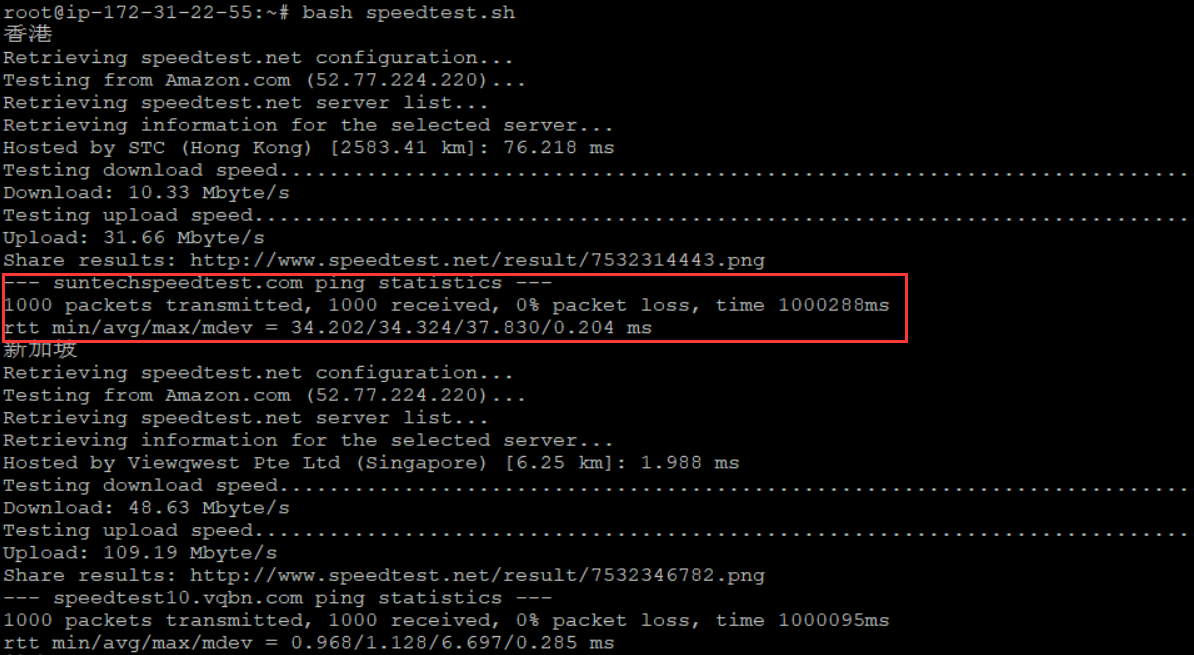 root@ip-172-31-22-55:~# bash speedtest.sh
香港
Retrieving speedtest.net configuration...
Testing from Amazon.com (52.77.224.220)...
Retrieving speedtest.net server list...
Retrieving information for the selected server...
Hosted by STC (Hong Kong) [2583.41 km]: 76.218 ms
Testing download speed.........................................................................
Download: 10.33 Mbyte/s
Testing upload speed...........................................................................
Upload: 31.66 Mbyte/s
Share results: http://www.speedtest.net/result/7532314443.png
--- suntechspeedtest.com ping statistics ---
1000 packets transmitted, 1000 received, 0% packet loss, time 1000288ms
rtt min/avg/max/mdev = 34.202/34.324/37.830/0.204 ms
新加坡
Retrieving speedtest.net configuration...
Testing from Amazon.com (52.77.224.220)...
Retrieving speedtest.net server list...
Retrieving information for the selected server...
Hosted by Viewqwest Pte Ltd (Singapore) [6.25 km]: 1.988 ms
Testing download speed.........................................................................
Download: 48.63 Mbyte/s
Testing upload speed...........................................................................
Upload: 109.19 Mbyte/s
Share results: http://www.speedtest.net/result/7532346782.png
--- speedtest10.vqbn.com ping statistics ---
1000 packets transmitted, 1000 received, 0% packet loss, time 1000095ms
rtt min/avg/max/mdev = 0.968/1.128/6.697/0.285 ms